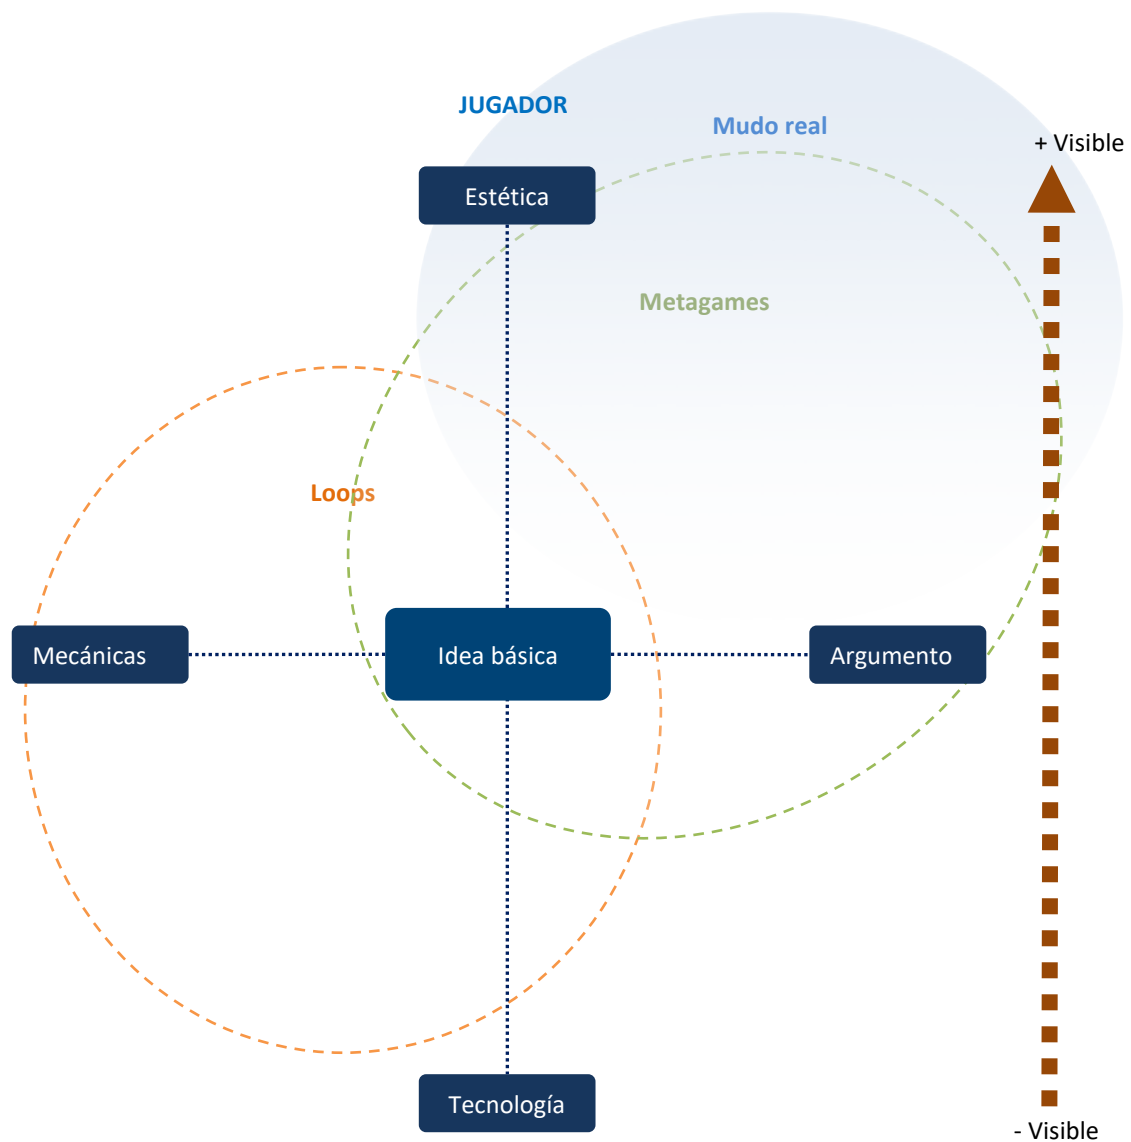 JUGADOR
Mudo real
+ Visible
Estética
Metagames
Loops
Mecánicas
Idea básica
Argumento
Tecnología
- Visible